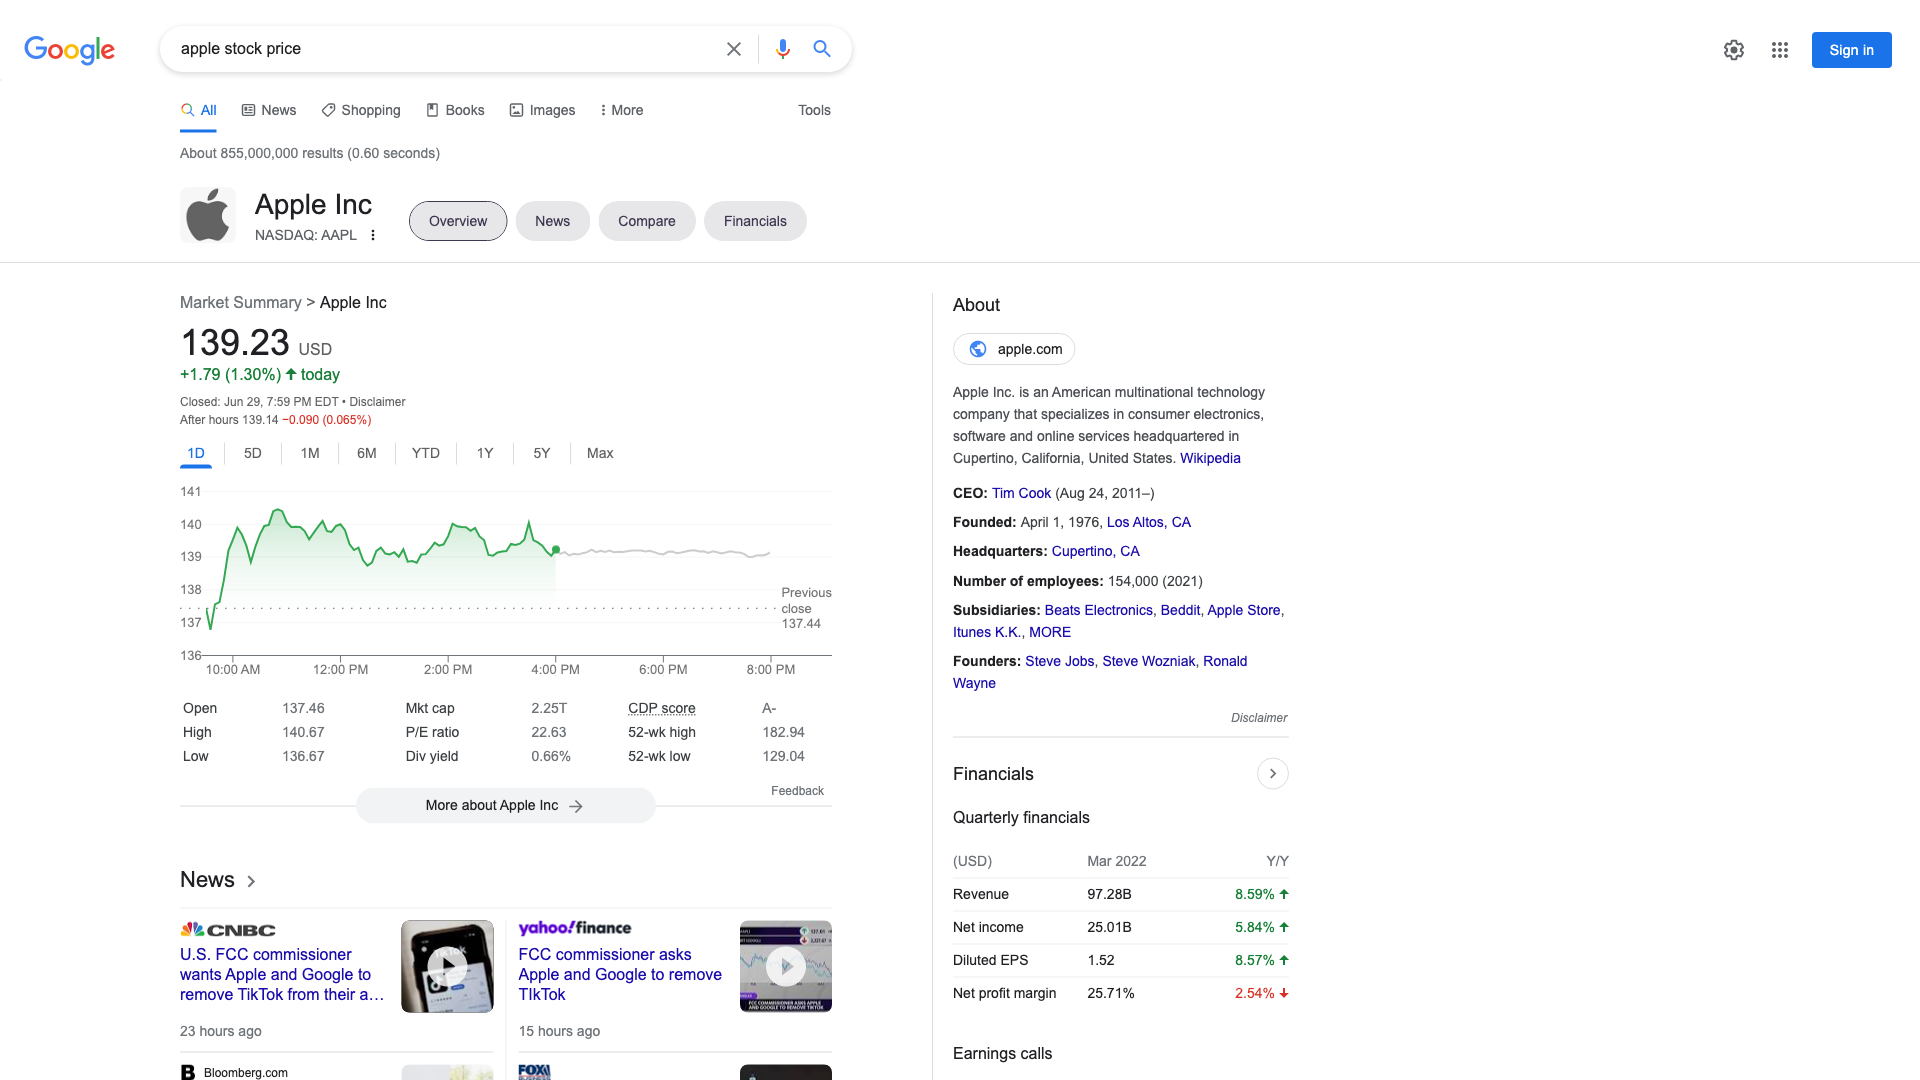 Google
apple stock price
Sign in
All
News
Shopping
Books
Images
More
Tools
About 855,000,000 results (0.60 seconds)
Apple Inc
NASDAQ: AAPL
Overview
News
Compare
Financials
Market Summary > Apple Inc
139.23 USD
+1.79 (1.30%) today
Closed: Jun 29, 7:59 PM EDT • Disclaimer
After hours 139.14 −0.090 (0.065%)
1D
5D
1M
6M
YTD
1Y
5Y
Max
141
140
139
138
137
136
Previous
close
137.44
10:00 AM
12:00 PM
2:00 PM
4:00 PM
6:00 PM
8:00 PM
Open 137.46 Mkt cap 2.25T CDP score A-
High 140.67 P/E ratio 22.63 52-wk high 182.94
Low 136.67 Div yield 0.66% 52-wk low 129.04
Feedback
More about Apple Inc
News
CNBC
U.S. FCC commissioner
wants Apple and Google to
remove TikTok from their a…
23 hours ago
yahoo!finance
FCC commissioner asks
Apple and Google to remove
TIkTok
FCC COMMISSIONER ASKS APPLE
AND GOOGLE TO REMOVE TIKTOK
15 hours ago
B Bloomberg.com
FOX
About
apple.com
Apple Inc. is an American multinational technology
company that specializes in consumer electronics,
software and online services headquartered in
Cupertino, California, United States. Wikipedia
CEO: Tim Cook (Aug 24, 2011–)
Founded: April 1, 1976, Los Altos, CA
Headquarters: Cupertino, CA
Number of employees: 154,000 (2021)
Subsidiaries: Beats Electronics, Beddit, Apple Store,
Itunes K.K., MORE
Founders: Steve Jobs, Steve Wozniak, Ronald
Wayne
Disclaimer
Financials
Quarterly financials
(USD) Mar 2022 Y/Y
Revenue 97.28B 8.59%
Net income 25.01B 5.84%
Diluted EPS 1.52 8.57%
Net profit margin 25.71% 2.54%
Earnings calls